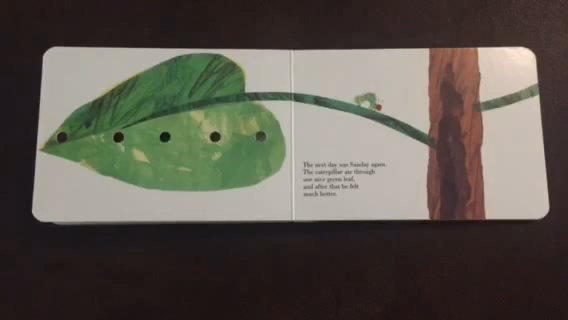 The next day was Sunday again.
The caterpillar ate through
one nice green leaf,
and after that he felt
much better.